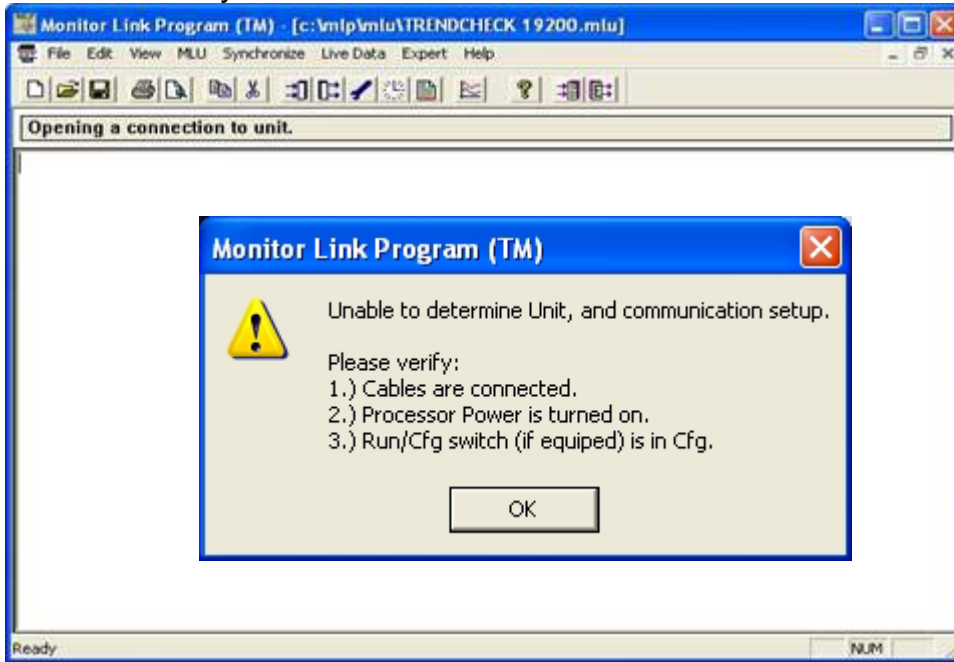 Monitor Link Program (TM) - [c:\mlp\mlu\TRENDCHECK 19200.mlu]
File Edit View MLU Synchronize Live Data Expert Help
Opening a connection to unit.
Monitor Link Program (TM)
Unable to determine Unit, and communication setup.
Please verify:
1.) Cables are connected.
2.) Processor Power is turned on.
3.) Run/Cfg switch (if equiped) is in Cfg.
OK
Ready NUM